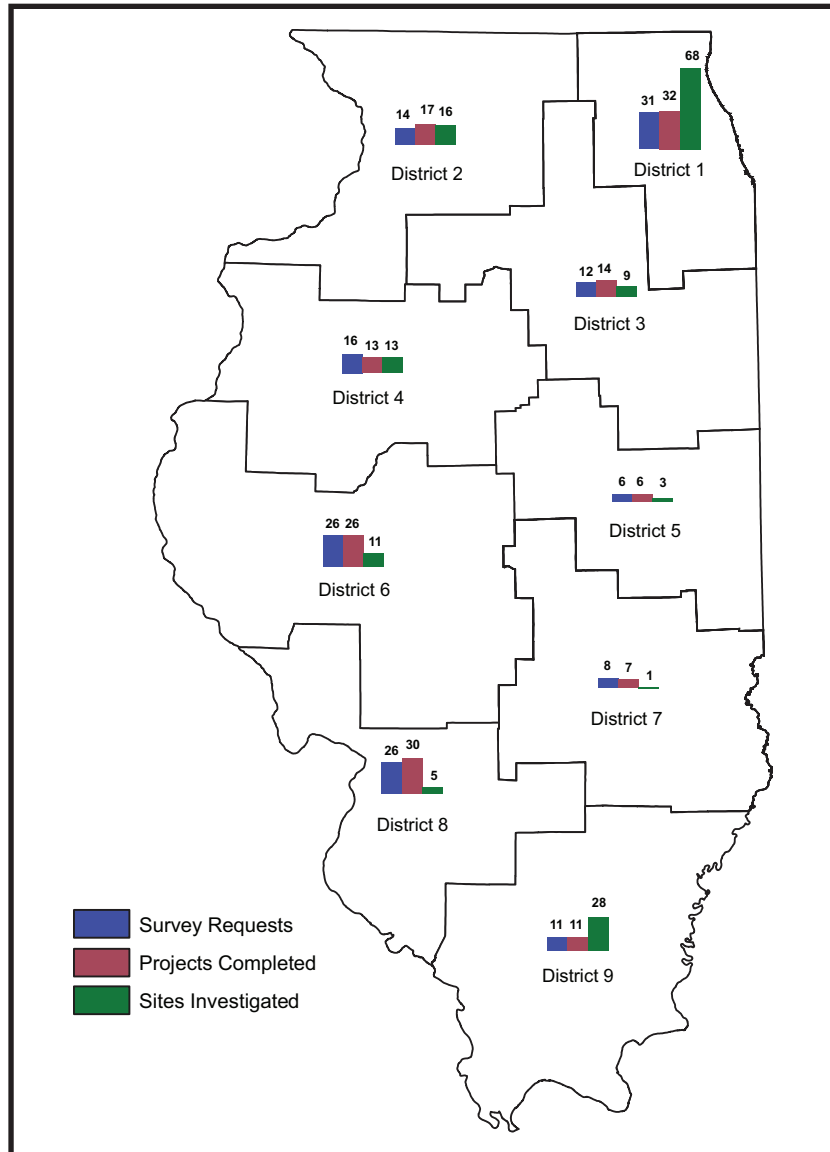 68
31 32
District 1
14 17 16
District 2
12 14 9
District 3
16 13 13
District 4
6 6 3
District 5
26 26 11
District 6
8 7 1
District 7
26 30 5
District 8
11 11 28
District 9
Survey Requests
Projects Completed
Sites Investigated